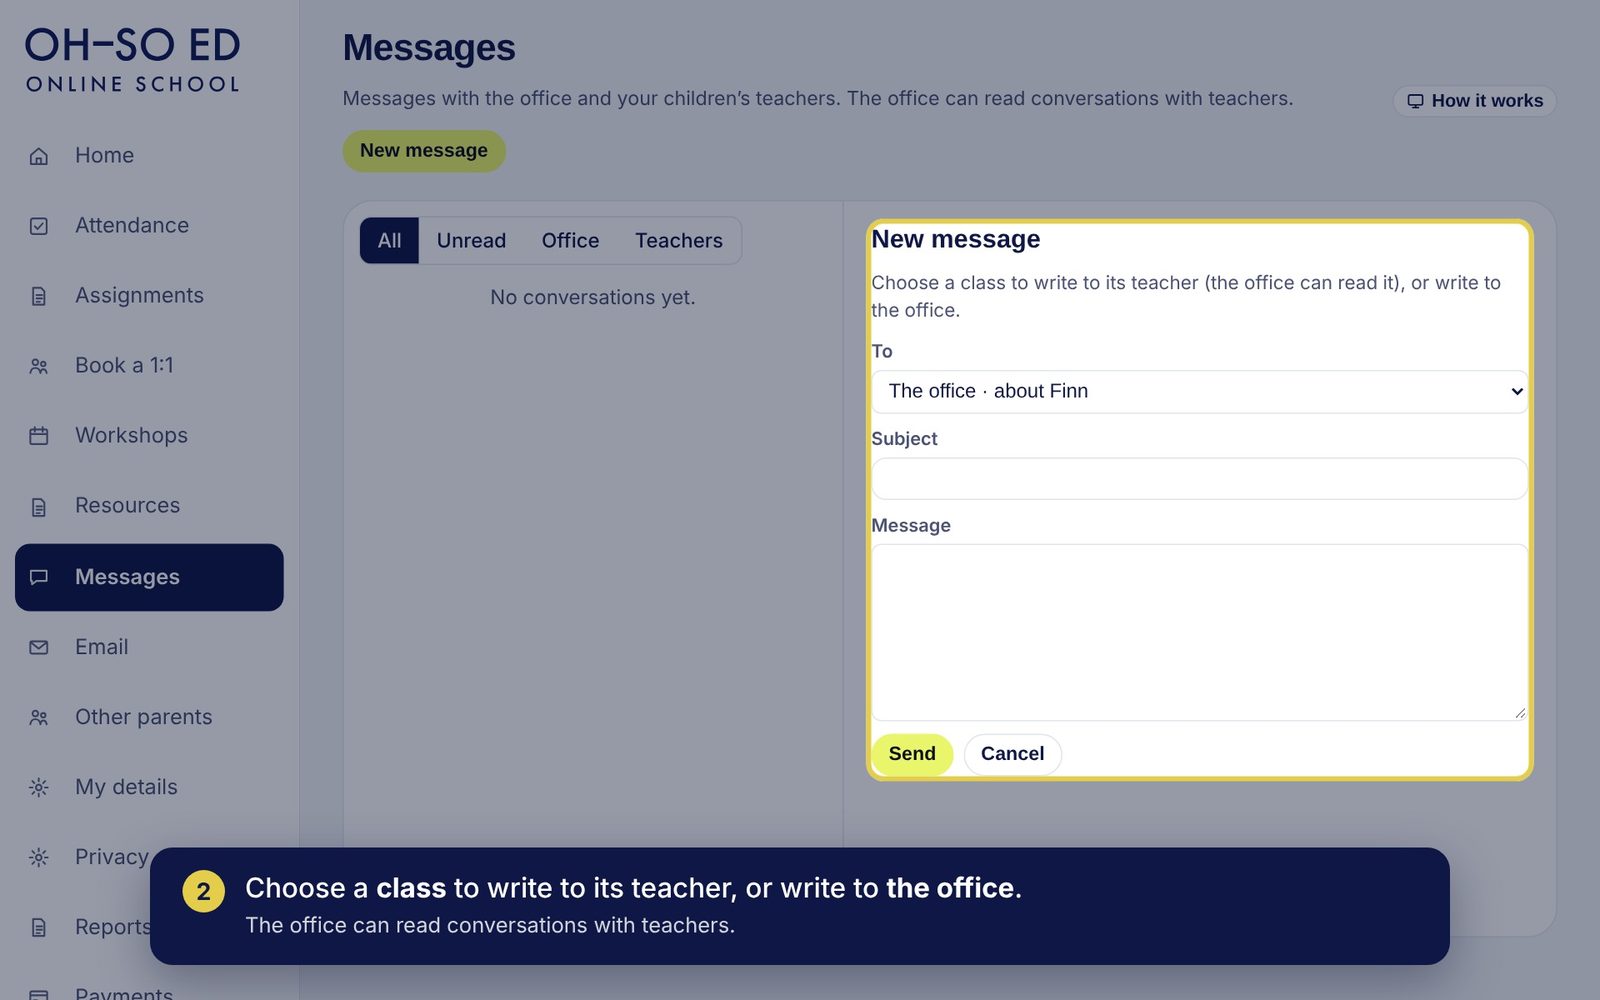 OH–SO ED
ONLINE SCHOOL
Home
Attendance
Assignments
Book a 1:1
Workshops
Resources
Messages
Email
Other parents
My details
Privacy
Reports
Payments
Messages
Messages with the office and your children’s teachers. The office can read conversations with teachers.
How it works
New message
All
Unread
Office
Teachers
No conversations yet.
New message
Choose a class to write to its teacher (the office can read it), or write to
the office.
To
The office · about Finn
Subject
Message
Send
Cancel
2
Choose a class to write to its teacher, or write to the office.
The office can read conversations with teachers.